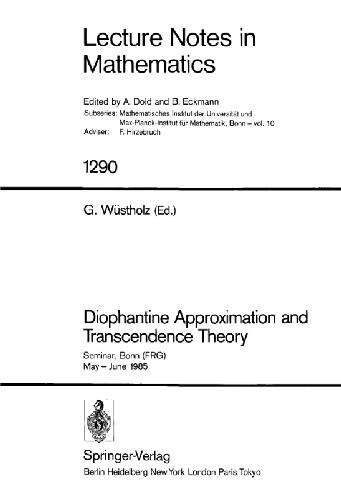 Lecture Notes in
Mathematics
Edited by A. Dold and B. Eckmann
Subseries: Mathematisches Institut der Universität und
Max-Planck-Institut für Mathematik, Bonn – vol. 10
Adviser: F. Hirzebruch
1290
G. Wüstholz (Ed.)
Diophantine Approximation and
Transcendence Theory
Seminar, Bonn (FRG)
May – June 1985
Springer-Verlag
Berlin Heidelberg New York London Paris Tokyo